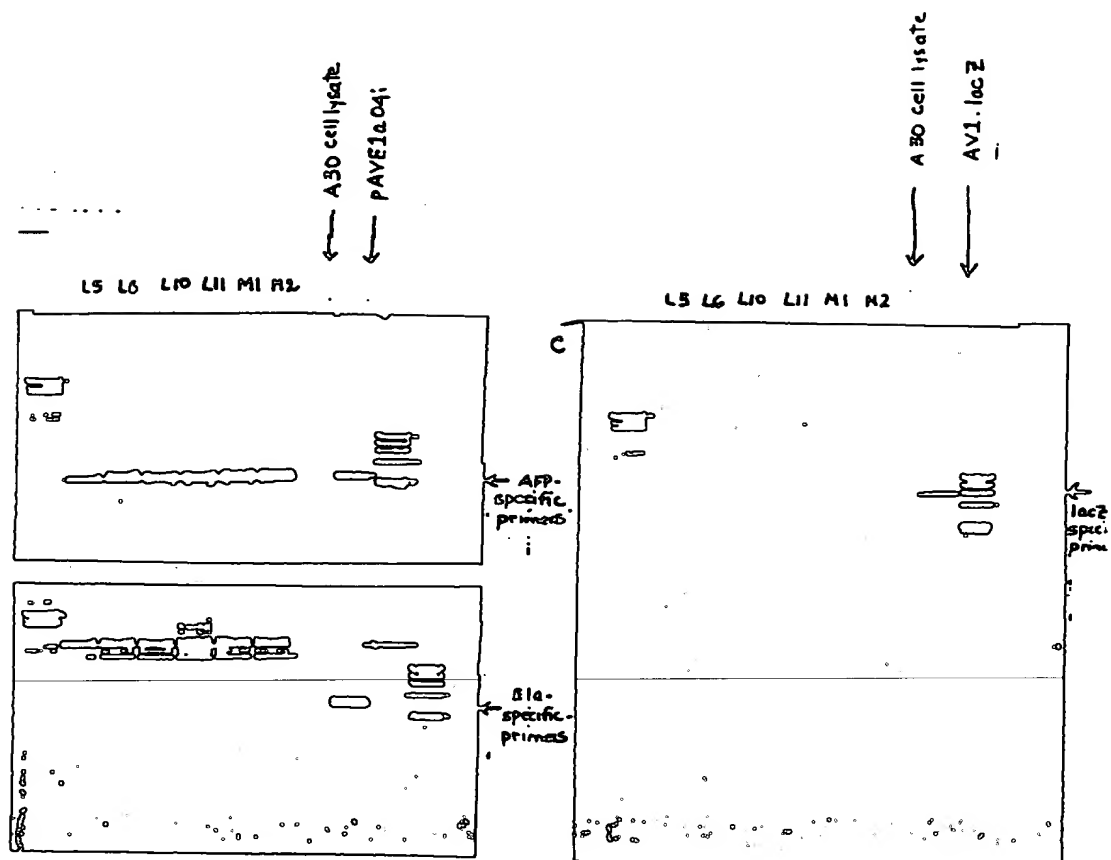 A30 cell lysate
pAVE1a04i
A30 cell lysate
AV1.lacZ
L5 L6 L10 L11 M1 M2
L5 L6 L10 L11 M1 M2
C
AFP-
specific
primers
lacZ
speci
prim
Bla-
specific-
primers